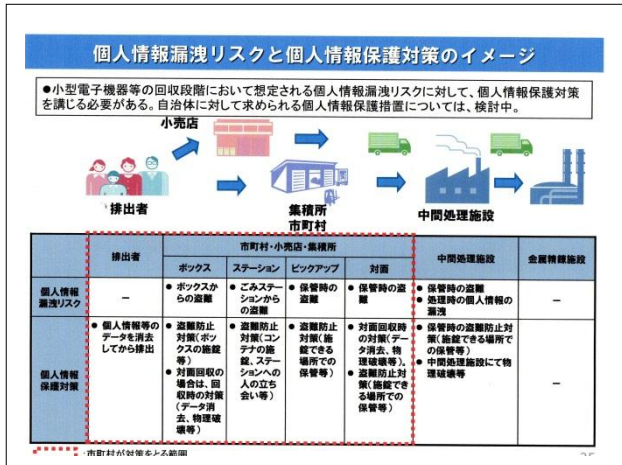 個人情報漏洩リスクと個人情報保護対策のイメージ
●小型電子機器等の回収段階において想定される個人情報漏洩リスクに対して、個人情報保護対策
を講じる必要がある。自治体に対して求められる個人情報保護措置については、検討中。
小売店
排出者
集積所
市町村
中間処理施設
排出者
市町村・小売店・集積所
中間処理施設
金属精錬施設
ボックス
ステーション
ピックアップ
対面
個人情報
漏洩リスク
－
● ボックスか
らの盗難
● ごみステー
ションから
の盗難
● 保管時の
盗難
● 保管時の盗
難
● 保管時の盗難
● 処理時の個人情報の
漏洩
－
個人情報
保護対策
● 個人情報等の
データを消去
してから排出
● 盗難防止
対策（ボッ
クスの施錠
等）
● 対面回収の
場合は、回
収時の対策
（データ消
去、物理破
壊等）
● 盗難防止
対策（コン
テナの施
錠、ステー
ションへの
人の立ち
会い等）
● 盗難防止
対策（施
錠できる
場所での
保管等）
● 対面回収時
の対策（デー
タ消去、物
理破壊等）。
● 盗難防止対
策（施錠でき
る場所での
保管等）
● 保管時の盗難防止対
策（施錠できる場所で
の保管等）
● 中間処理施設にて物
理破壊等
－
:市町村が対策をとる範囲